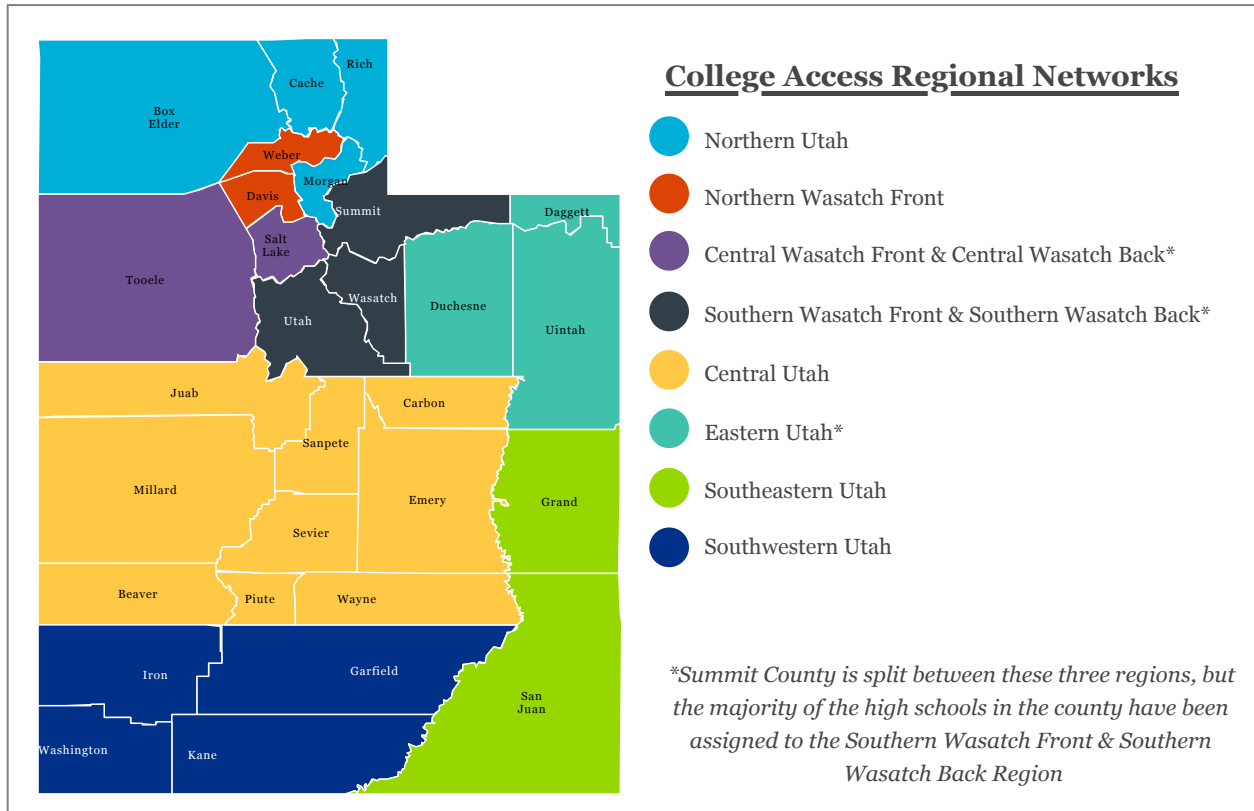 College Access Regional Networks
Northern Utah
Northern Wasatch Front
Central Wasatch Front & Central Wasatch Back*
Southern Wasatch Front & Southern Wasatch Back*
Central Utah
Eastern Utah*
Southeastern Utah
Southwestern Utah
*Summit County is split between these three regions, but
the majority of the high schools in the county have been
assigned to the Southern Wasatch Front & Southern
Wasatch Back Region
Rich
Cache
Box
Elder
Weber
Morgan
Davis
Summit
Daggett
Salt
Lake
Tooele
Wasatch
Duchesne
Utah
Uintah
Juab
Carbon
Sanpete
Millard
Emery
Grand
Sevier
Beaver
Piute
Wayne
Iron
Garfield
San
Juan
Washington
Kane